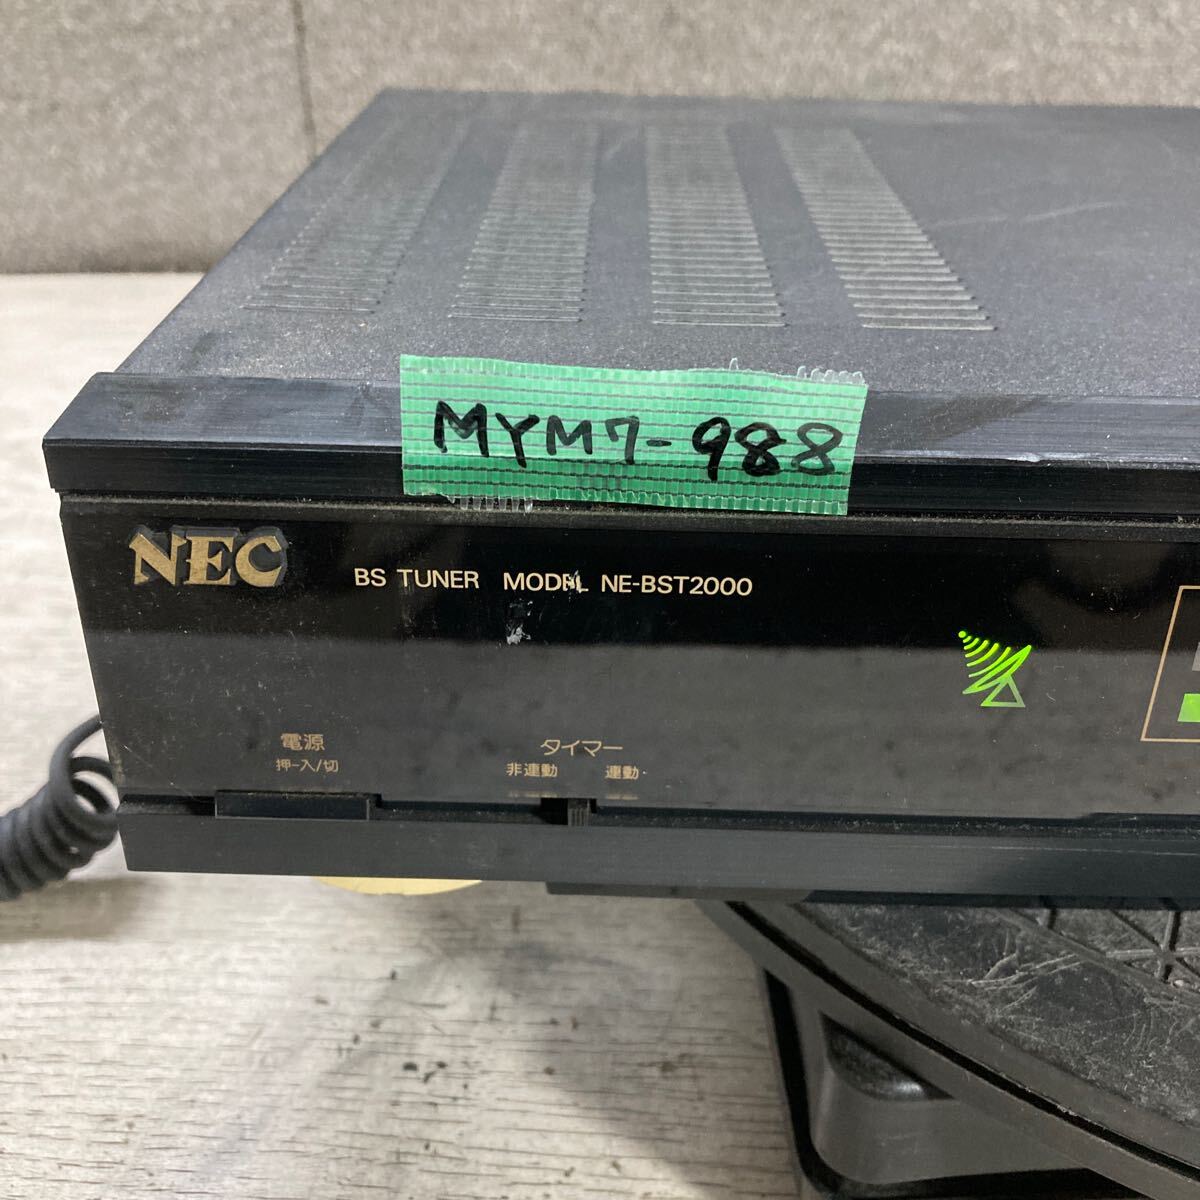 MYM7-988
NEC
BS TUNER MODEL NE-BST2000
電源
押-入/切
タイマー
非連動 連動